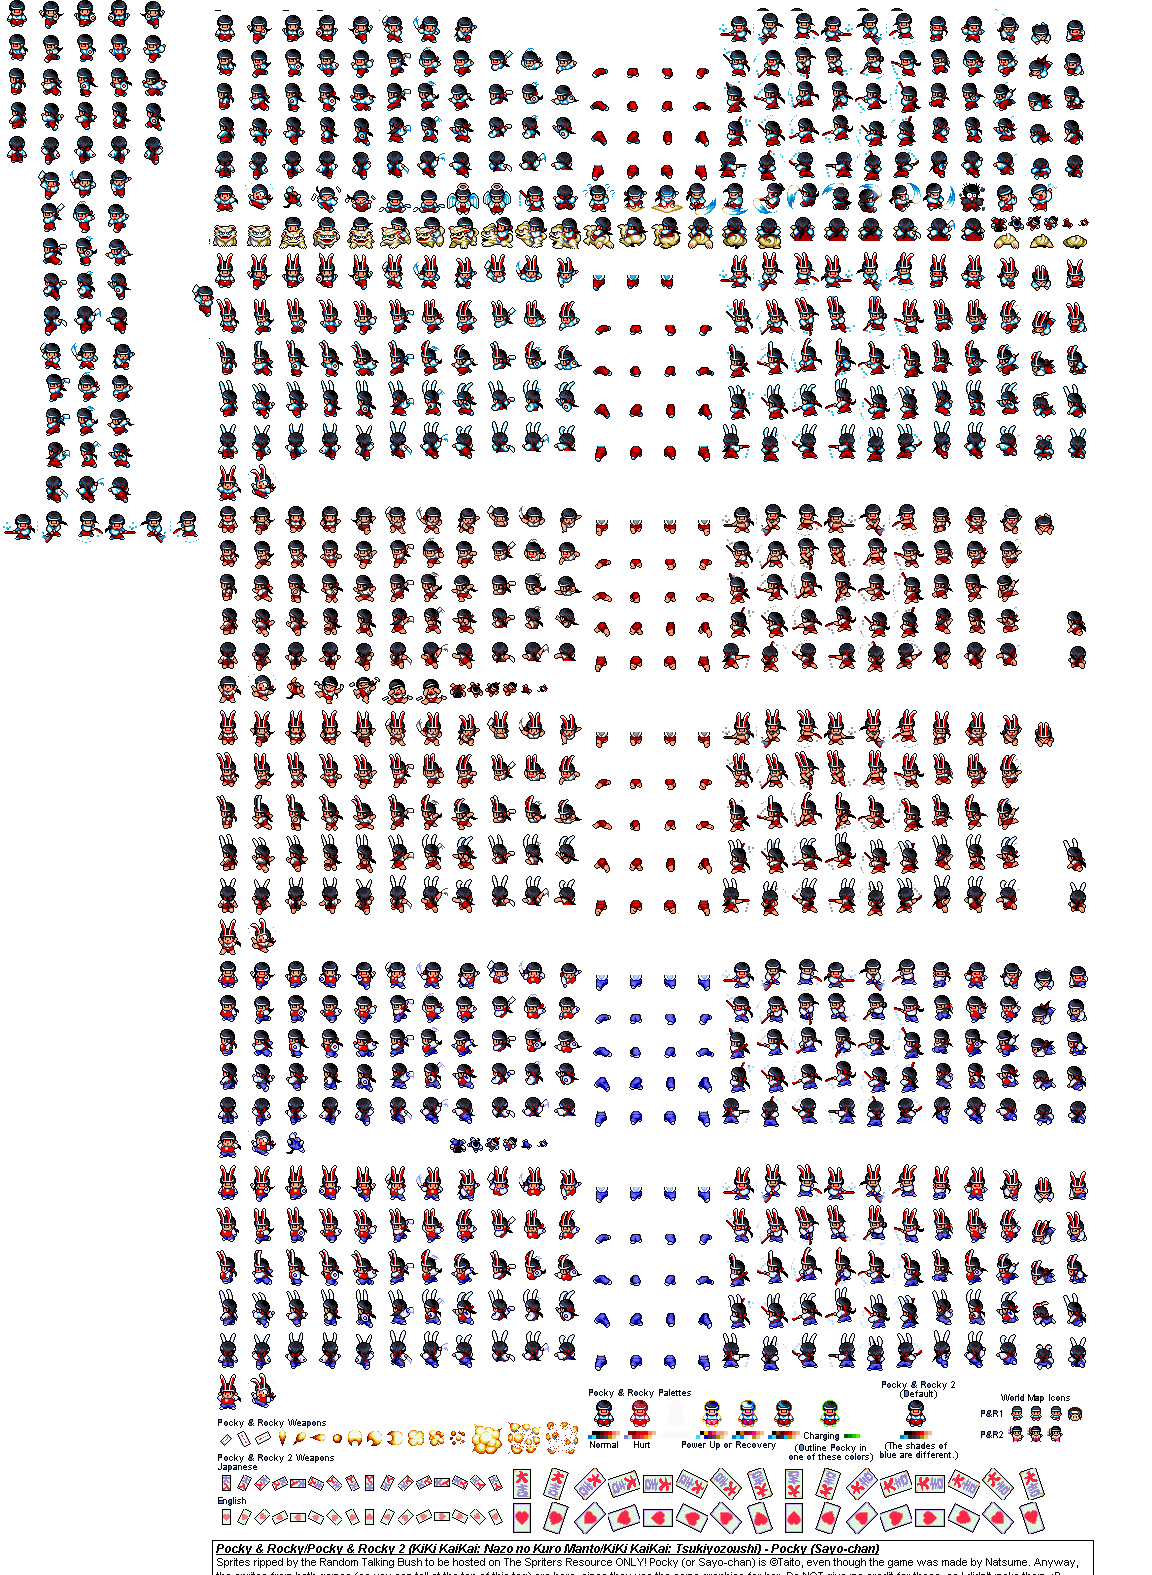 Pocky & Rocky Palettes
Pocky & Rocky 2
(Default)
World Map Icons
P&R1
P&R2
Normal
Hurt
Power Up or Recovery
Charging
(Outline Pocky in
one of these colors)
(The shades of
blue are different.)
Pocky & Rocky Weapons
Pocky & Rocky 2 Weapons
Japanese
English
Pocky & Rocky/Pocky & Rocky 2 (KiKi KaiKai: Nazo no Kuro Manto/KiKi KaiKai: Tsukiyozoushi) - Pocky (Sayo-chan)
Sprites ripped by the Random Talking Bush to be hosted on The Spriters Resource ONLY! Pocky (or Sayo-chan) is ©Taito, even though the game was made by Natsume. Anyway,